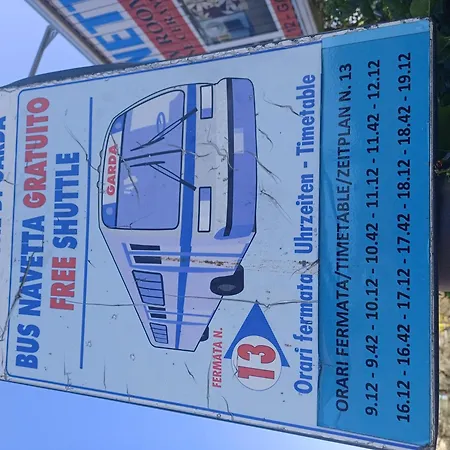 BUS NAVETTA GRATUITO
FREE SHUTTLE
GARDA
FERMATA N.
13
Orari fermata - Uhrzeiten - Timetable
ORARI FERMATA/TIMETABLE/ZEITPLAN N. 13
9.12 - 9.42 - 10.12 - 10.42 - 11.12 - 11.42 - 12.12
16.12 - 16.42 - 17.12 - 17.42 - 18.12 - 18.42 - 19.12